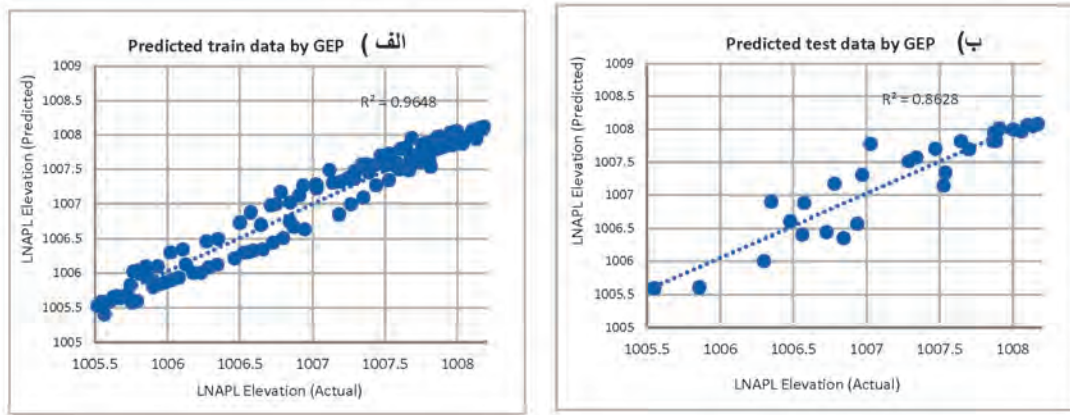 Predicted train data by GEP ( الف
1009
1008.5
1008
1007.5
1007
1006.5
1006
1005.5
1005
R² = 0.9648
LNAPL Elevation (Predicted)
1005.5 1006 1006.5 1007 1007.5 1008
LNAPL Elevation (Actual)
Predicted test data by GEP (ب
1009
1008.5
1008
1007.5
1007
1006.5
1006
1005.5
1005
R² = 0.8628
LNAPL Elevation (Predicted)
1005.5 1006 1006.5 1007 1007.5 1008
LNAPL Elevation (Actual)